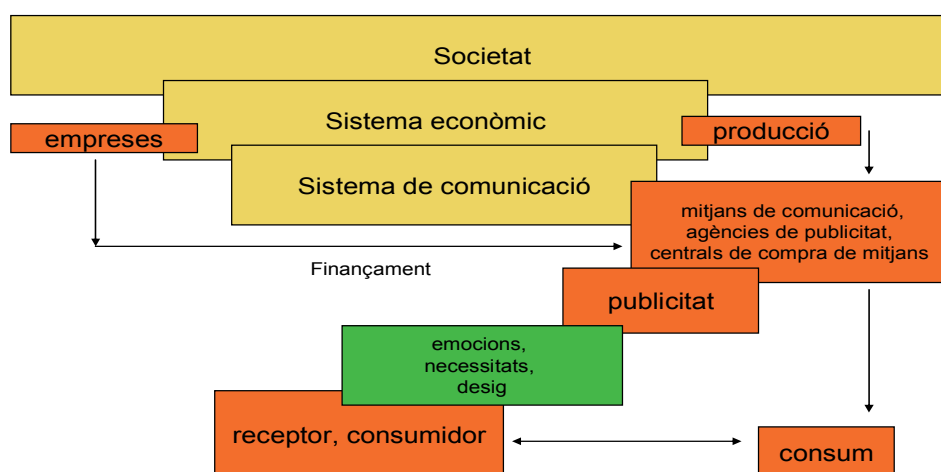 Societat
Sistema econòmic
empreses
producció
Sistema de comunicació
mitjans de comunicació,
agències de publicitat,
centrals de compra de mitjans
Finançament
publicitat
emocions,
necessitats,
desig
receptor, consumidor
consum